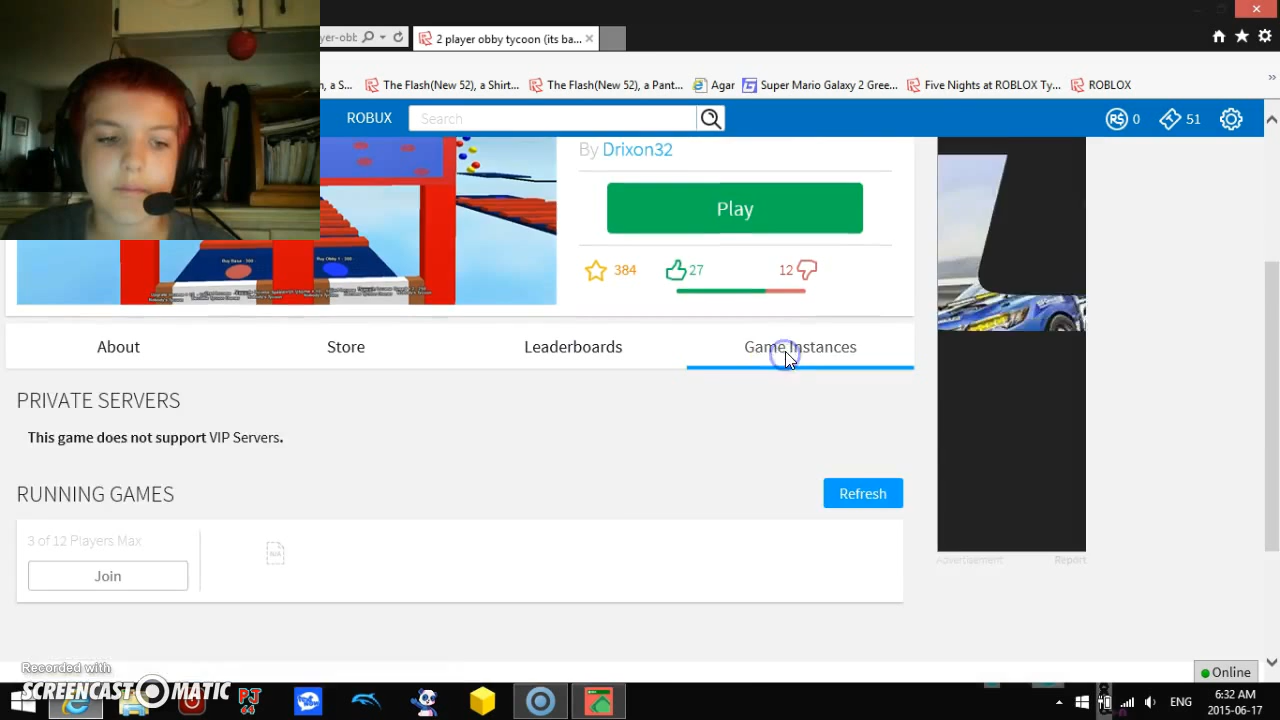 2 player obby tycoon (its ba...
The Flash(New 52), a Shirt...
The Flash(New 52), a Pant...
Agar
Super Mario Galaxy 2 Gree...
Five Nights at ROBLOX Ty...
ROBLOX
ROBUX
Search
R$ 0
51
By Drixon32
Play
384
27
12
About
Store
Leaderboards
Game Instances
PRIVATE SERVERS
This game does not support VIP Servers.
RUNNING GAMES
Refresh
3 of 12 Players Max
Join
N/A
Advertisement
Report
Recorded with
SCREENCAST-O-MATIC
Online
PJ
64
ENG
6:32 AM
2015-06-17